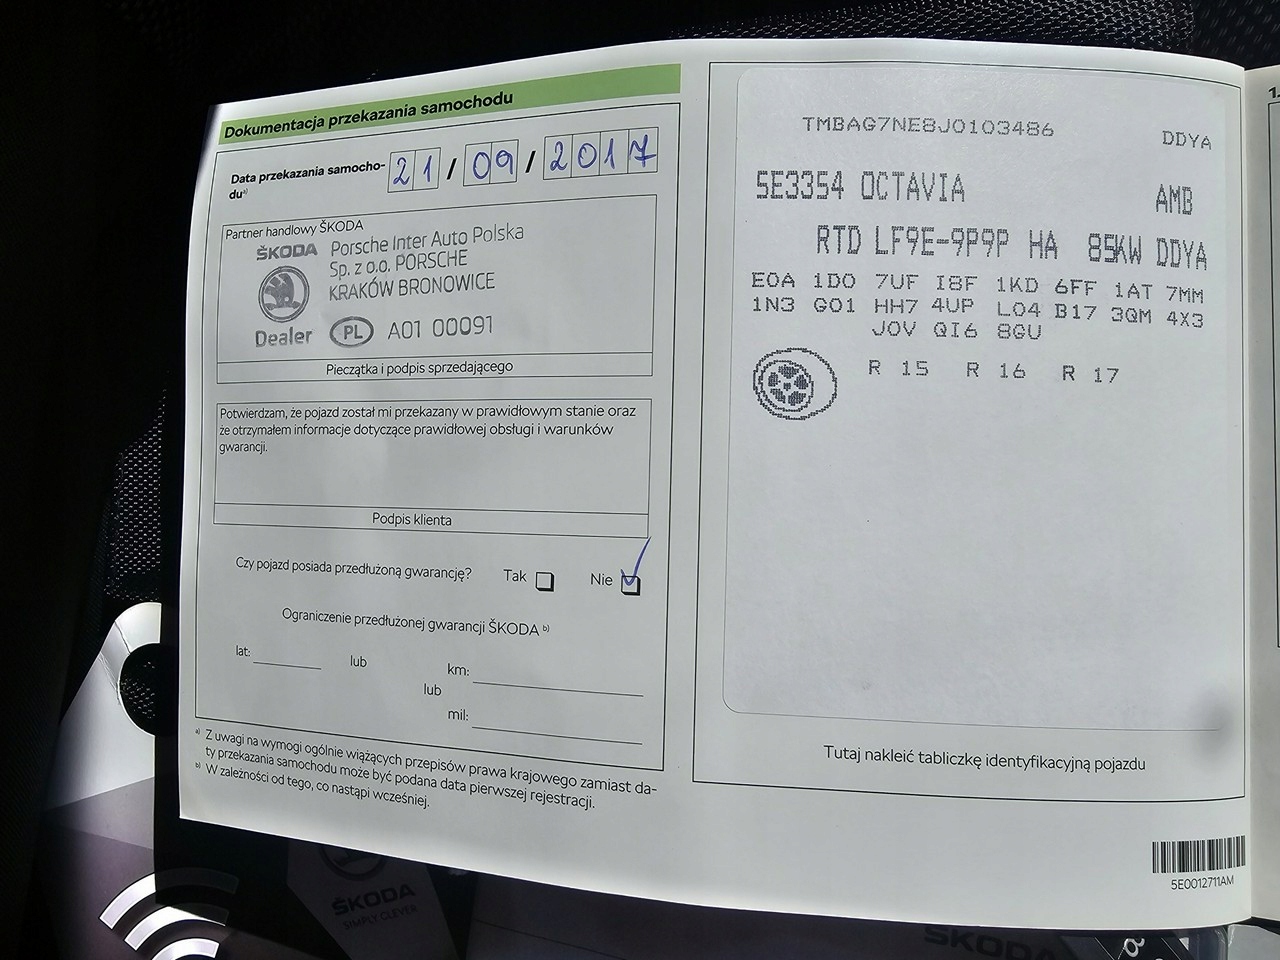 Dokumentacja przekazania samochodu
Data przekazania samocho-
du a)
21/09/2017
Partner handlowy ŠKODA
ŠKODA
Dealer
Porsche Inter Auto Polska
Sp. z o.o. PORSCHE
KRAKÓW BRONOWICE
PL A01 00091
Pieczątka i podpis sprzedającego
Potwierdzam, że pojazd został mi przekazany w prawidłowym stanie oraz
że otrzymałem informacje dotyczące prawidłowej obsługi i warunków
gwarancji.
Podpis klienta
Czy pojazd posiada przedłużoną gwarancję? Tak Nie
Ograniczenie przedłużonej gwarancji ŠKODA b)
lat: lub km:
lub
mil:
a) Z uwagi na wymogi ogólnie wiążących przepisów prawa krajowego zamiast da-
ty przekazania samochodu może być podana data pierwszej rejestracji.
b) W zależności od tego, co nastąpi wcześniej.
TMBAG7NE8J0103486 DDYA
5E3354 OCTAVIA AMB
RTD LF9E-9P9P HA 85KW DDYA
E0A 1D0 7UF I8F 1KD 6FF 1AT 7MM
1N3 G01 HH7 4UP L04 B17 3QM 4X3
J0V QI6 8GU
R 15 R 16 R 17
Tutaj nakleić tabliczkę identyfikacyjną pojazdu
5E0012711AM
1.
ŠKODA
SIMPLY CLEVER
ŠKODA